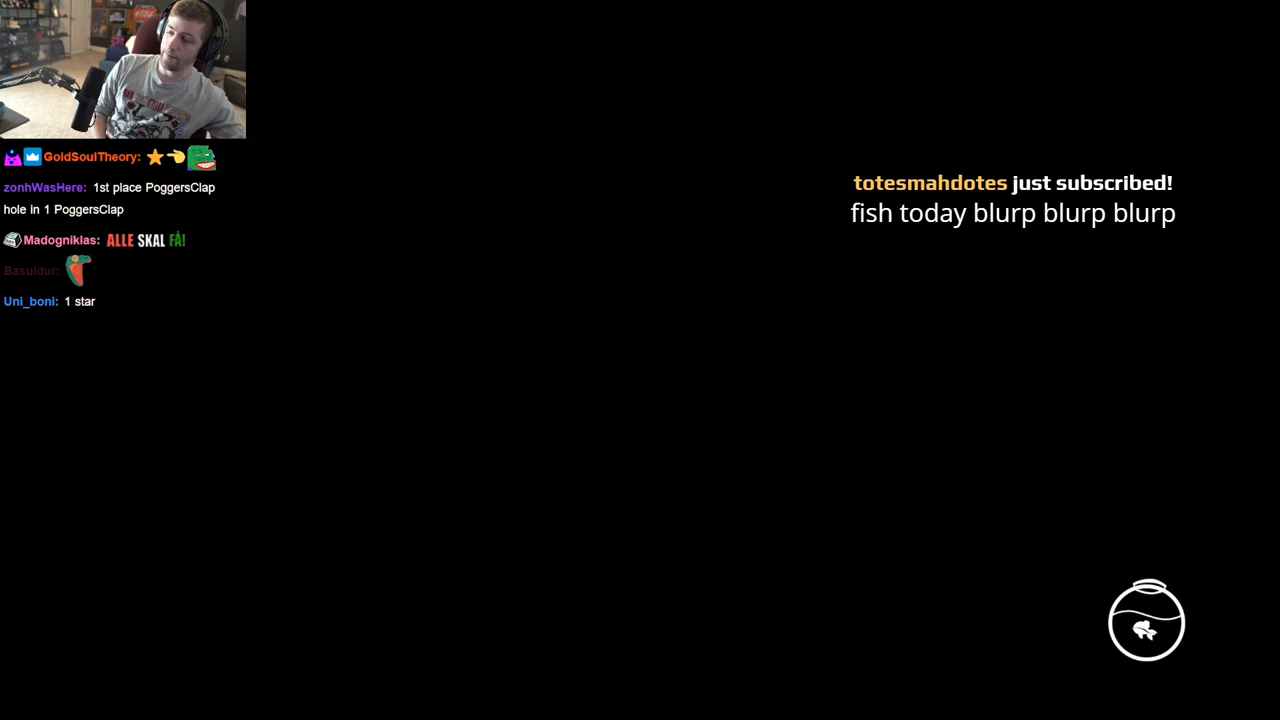 GoldSoulTheory:
zonhWasHere: 1st place PoggersClap
hole in 1 PoggersClap
Madogniklas: ALLE SKAL FÅ!
Basuldur:
Uni_boni: 1 star
totesmahdotes just subscribed!
fish today blurp blurp blurp